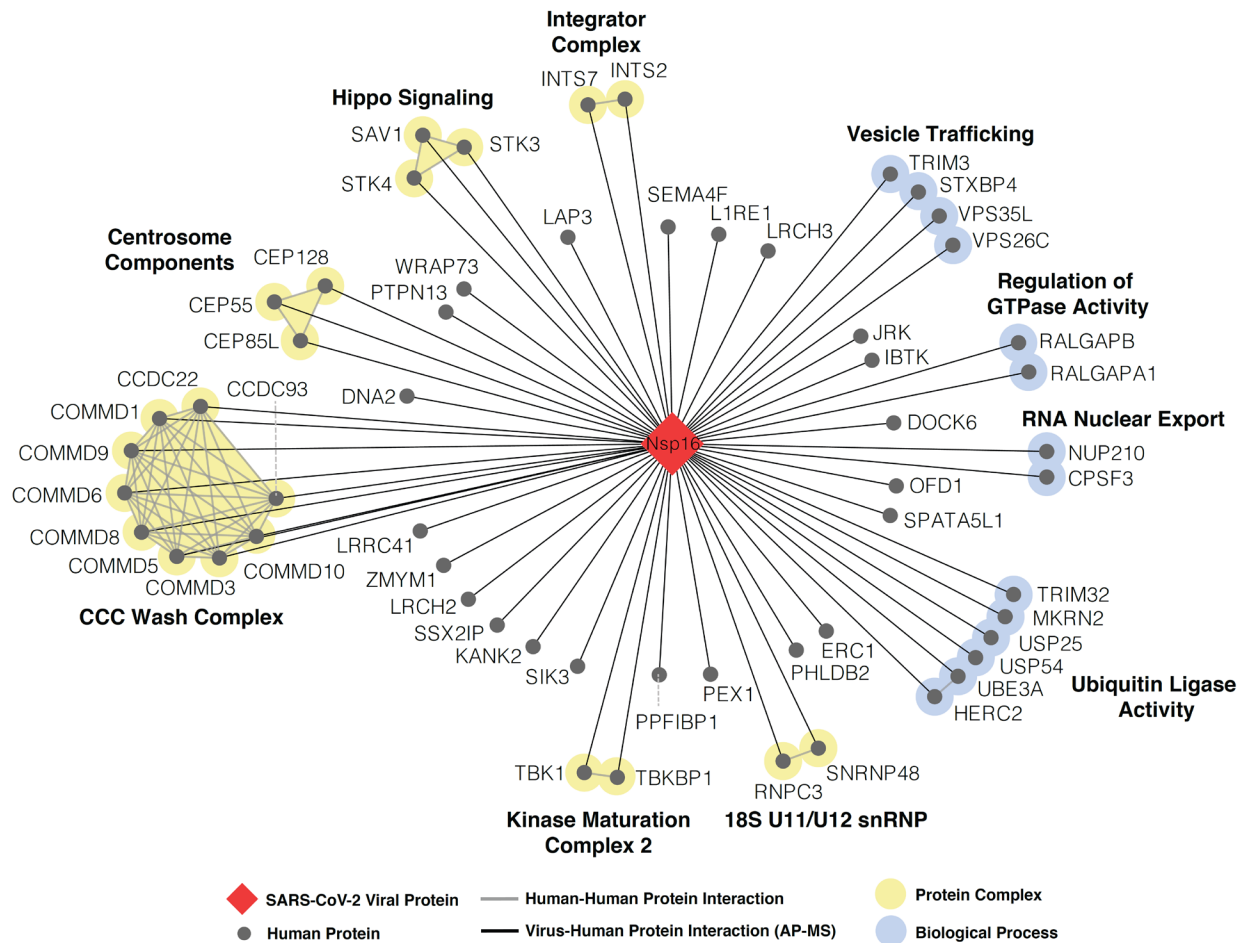 Integrator
Complex
INTS7
INTS2
Hippo Signaling
SAV1
STK3
STK4
Vesicle Trafficking
TRIM3
STXBP4
VPS35L
VPS26C
SEMA4F
LAP3
L1RE1
LRCH3
Centrosome
Components
CEP128
CEP55
CEP85L
WRAP73
PTPN13
Regulation of
GTPase Activity
RALGAPB
RALGAPA1
JRK
IBTK
CCDC22
CCDC93
DNA2
COMMD1
COMMD9
COMMD6
COMMD8
COMMD5
COMMD3
COMMD10
CCC Wash Complex
Nsp16
DOCK6
RNA Nuclear Export
NUP210
CPSF3
OFD1
SPATA5L1
LRRC41
ZMYM1
LRCH2
SSX2IP
KANK2
SIK3
PPFIBP1
PEX1
PHLDB2
ERC1
TRIM32
MKRN2
USP25
USP54
UBE3A
HERC2
Ubiquitin Ligase
Activity
TBK1
TBKBP1
Kinase Maturation
Complex 2
RNPC3
SNRNP48
18S U11/U12 snRNP
SARS-CoV-2 Viral Protein
Human-Human Protein Interaction
Protein Complex
Human Protein
Virus-Human Protein Interaction (AP-MS)
Biological Process